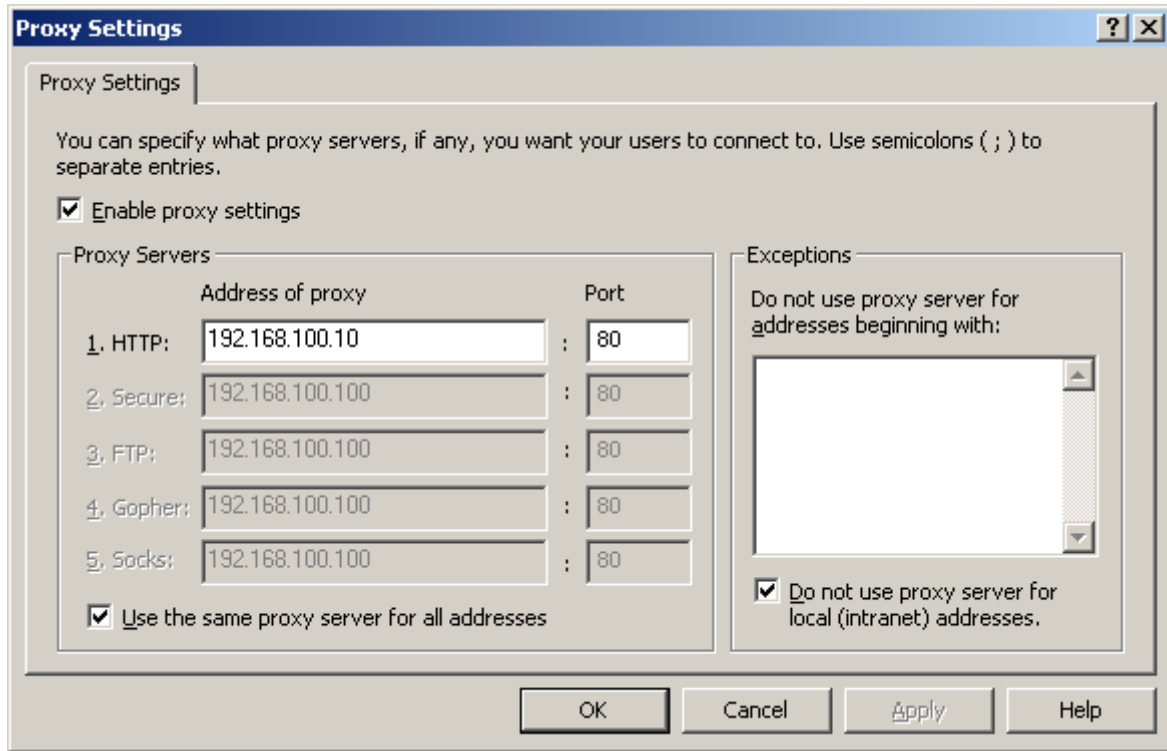 Proxy Settings
Proxy Settings
You can specify what proxy servers, if any, you want your users to connect to. Use semicolons ( ; ) to
separate entries.
Enable proxy settings
Proxy Servers
Address of proxy Port
1. HTTP: 192.168.100.10 : 80
2. Secure: 192.168.100.100 : 80
3. FTP: 192.168.100.100 : 80
4. Gopher: 192.168.100.100 : 80
5. Socks: 192.168.100.100 : 80
Use the same proxy server for all addresses
Exceptions
Do not use proxy server for
addresses beginning with:
Do not use proxy server for
local (intranet) addresses.
OK Cancel Apply Help